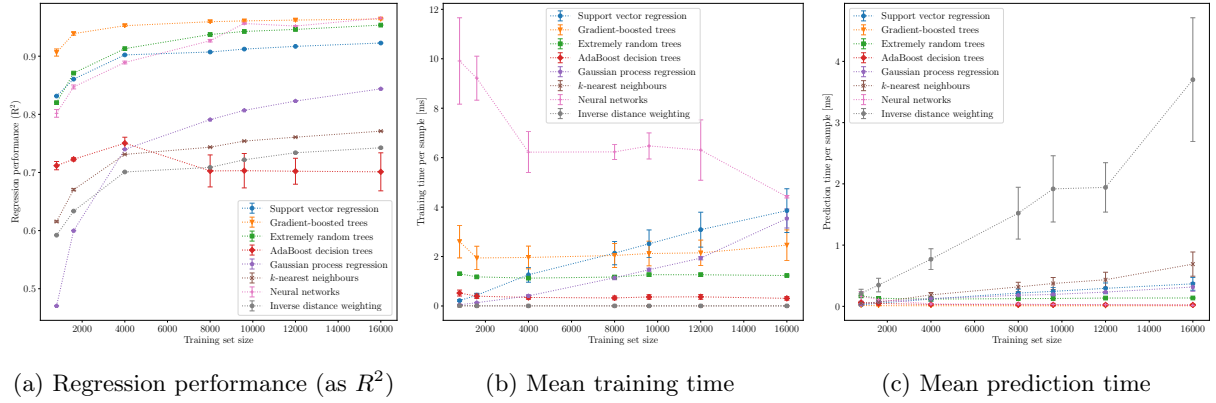 0.9
0.8
0.7
0.6
0.5
Regression performance (R²)
2000 4000 6000 8000 10000 12000 14000 16000
Training set size
Support vector regression
Gradient-boosted trees
Extremely random trees
AdaBoost decision trees
Gaussian process regression
k-nearest neighbours
Neural networks
Inverse distance weighting
(a) Regression performance (as R²)
12
10
8
6
4
2
0
Training time per sample [ms]
2000 4000 6000 8000 10000 12000 14000 16000
Training set size
Support vector regression
Gradient-boosted trees
Extremely random trees
AdaBoost decision trees
Gaussian process regression
k-nearest neighbours
Neural networks
Inverse distance weighting
(b) Mean training time
4
3
2
1
0
Prediction time per sample [ms]
2000 4000 6000 8000 10000 12000 14000 16000
Training set size
Support vector regression
Gradient-boosted trees
Extremely random trees
AdaBoost decision trees
Gaussian process regression
k-nearest neighbours
Neural networks
Inverse distance weighting
(c) Mean prediction time